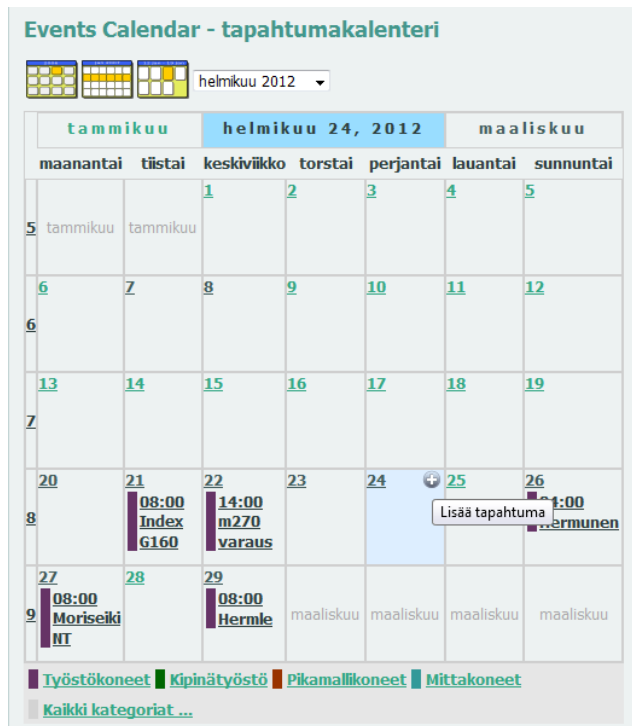 Events Calendar - tapahtumakalenteri
helmikuu 2012
tammikuu helmikuu 24, 2012 maaliskuu
maanantai tiistai keskiviikko torstai perjantai lauantai sunnuntai
1 2 3 4 5
5 tammikuu tammikuu
6 7 8 9 10 11 12
6
13 14 15 16 17 18 19
7
20 21 22 23 24 25 26
08:00 14:00
8 Index m270 Lisää tapahtuma
G160 varaus
27 28 29
08:00 08:00
9 Moriseiki Hermle maaliskuu maaliskuu maaliskuu maaliskuu
NT
Työstökoneet Kipinätyöstö Pikamallikoneet Mittakoneet
Kaikki kategoriat ...